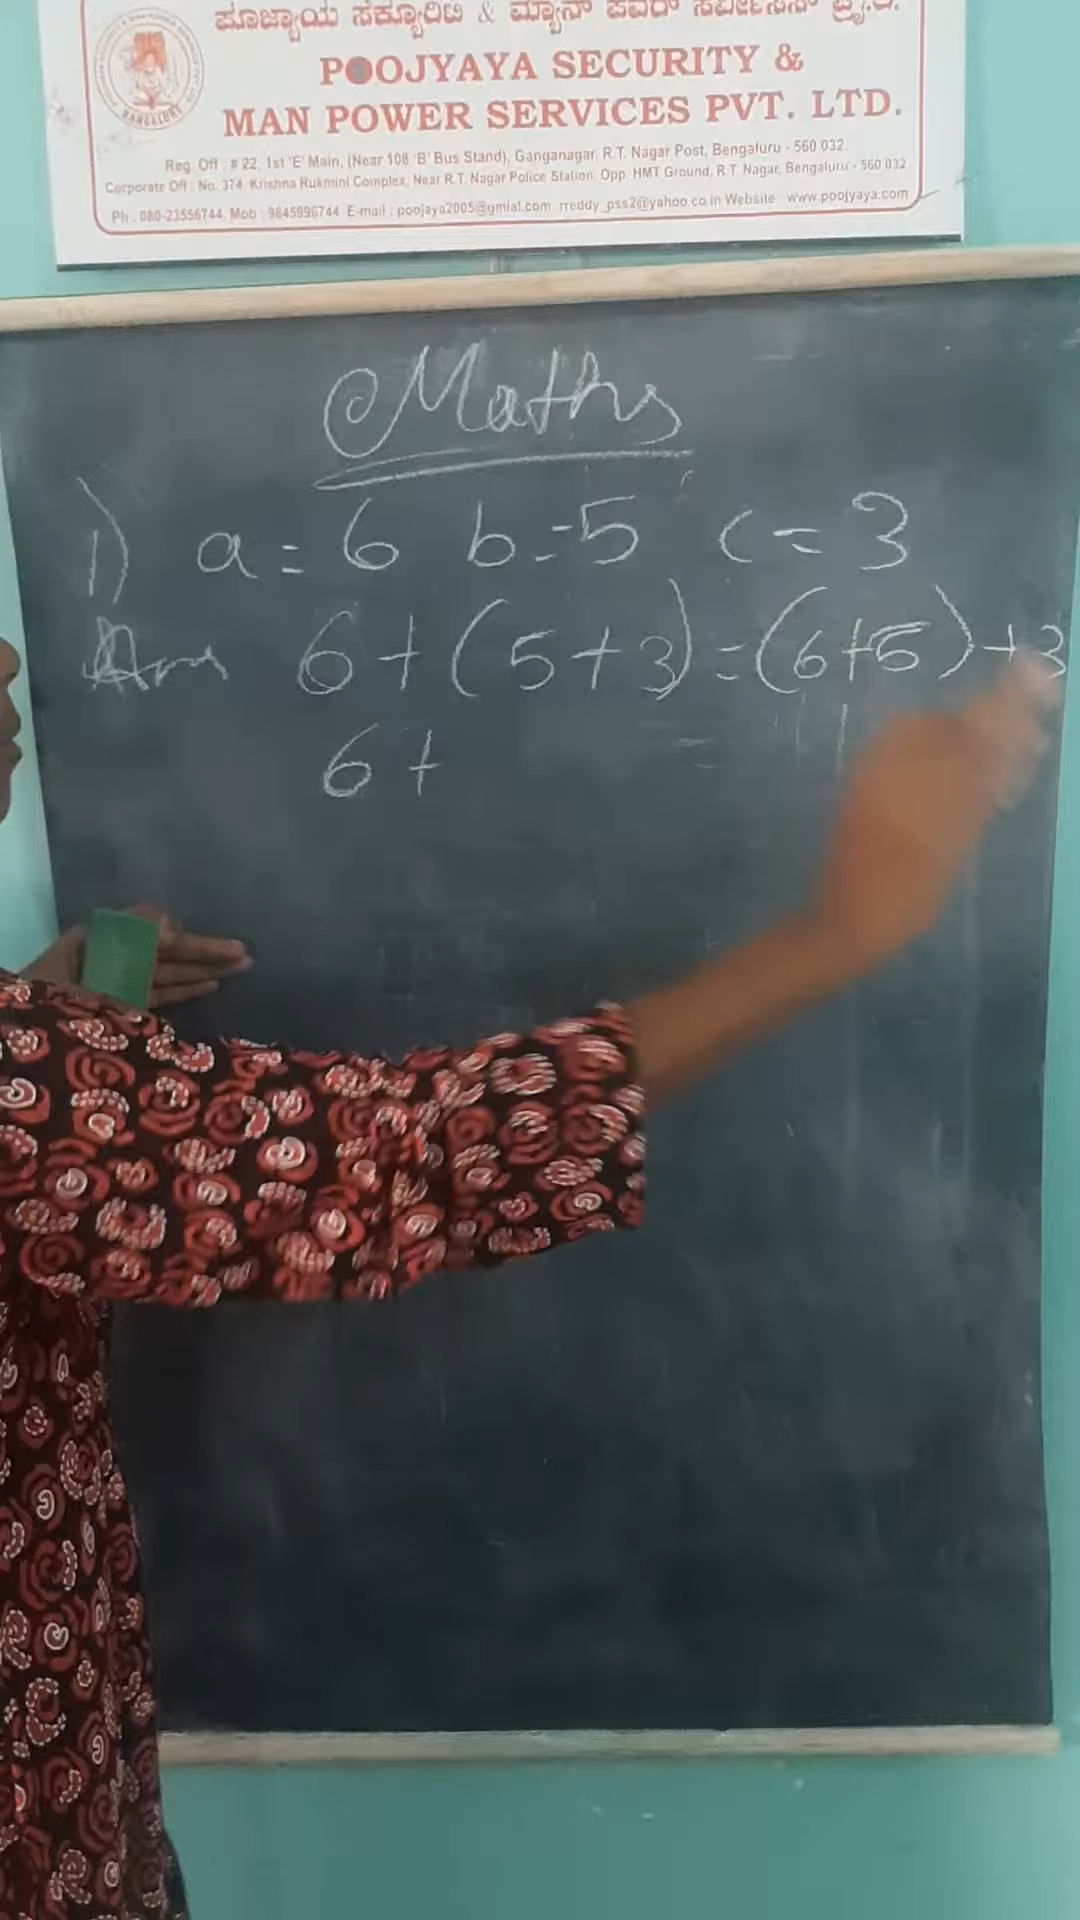 ಪೂಜ್ಯಾಯ ಸೆಕ್ಯೂರಿಟಿ & ಮ್ಯಾನ್ ಪವರ್ ಸರ್ವೀಸಸ್ ಪ್ರೈ.ಲಿ.
POOJYAYA SECURITY &
MAN POWER SERVICES PVT. LTD.
BANGALORE
Reg. Off : # 22, 1st 'E' Main, (Near 108 'B' Bus Stand), Ganganagar, R.T. Nagar Post, Bengaluru - 560 032.
Corporate Off : No. 374, Krishna Rukmini Complex, Near R.T. Nagar Police Station, Opp. HMT Ground, R.T. Nagar, Bengaluru - 560 032
Ph : 080-23556744, Mob : 9845996744 E-mail : poojaya2005@gmial.com rreddy_pss2@yahoo.co.in Website : www.poojyaya.com
Maths
1) a = 6 b = 5 c = 3
Ans 6 + (5 + 3) = (6+5) + 3
6 +